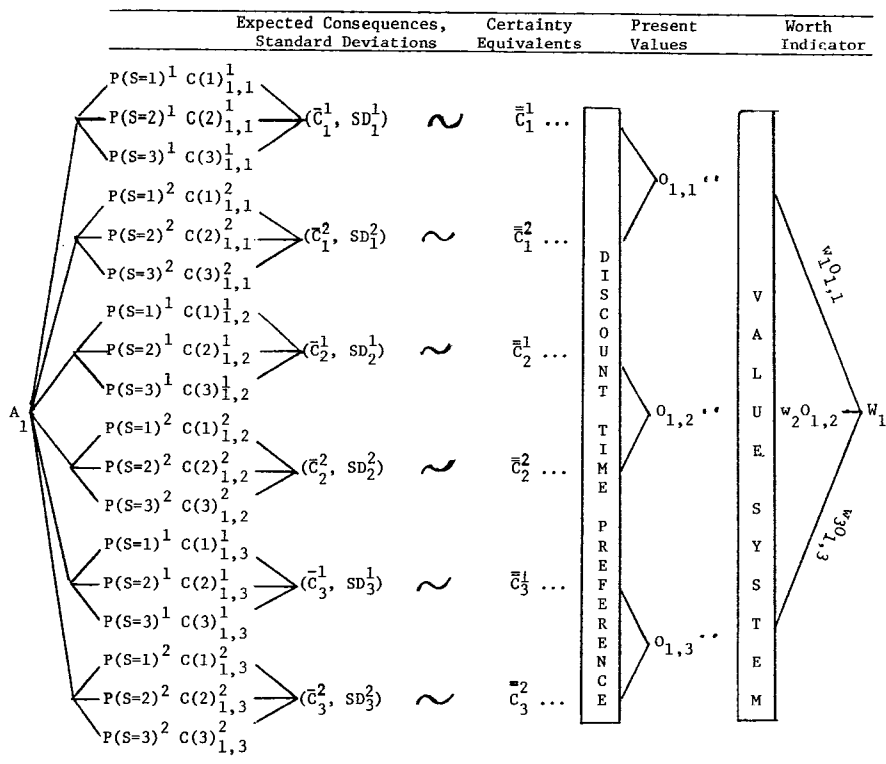 Expected Consequences, Certainty Present Worth
Standard Deviations Equivalents Values Indicator
P(S=1)¹ C(1)¹₁,₁
P(S=2)¹ C(2)¹₁,₁ (C̄¹₁, SD¹₁) ~ C̿¹₁ ...
P(S=3)¹ C(3)¹₁,₁
O₁,₁ ..
P(S=1)² C(1)²₁,₁
P(S=2)² C(2)²₁,₁ (C̄²₁, SD²₁) ~ C̿²₁ ...
P(S=3)² C(3)²₁,₁
w₁O₁,₁
P(S=1)¹ C(1)¹₁,₂
P(S=2)¹ C(2)¹₁,₂ (C̄¹₂, SD¹₂) ~ C̿¹₂ ...
P(S=3)¹ C(3)¹₁,₂
A₁ O₁,₂ .. w₂O₁,₂ W₁
P(S=1)² C(1)²₁,₂
P(S=2)² C(2)²₁,₂ (C̄²₂, SD²₂) ~ C̿²₂ ...
P(S=3)² C(3)²₁,₂
w₃O₁,₃
P(S=1)¹ C(1)¹₁,₃
P(S=2)¹ C(2)¹₁,₃ (C̄¹₃, SD¹₃) ~ C̿¹₃ ...
P(S=3)¹ C(3)¹₁,₃
O₁,₃ ..
P(S=1)² C(1)²₁,₃
P(S=2)² C(2)²₁,₃ (C̄²₃, SD²₃) ~ C̿²₃ ...
P(S=3)² C(3)²₁,₃
DISCOUNT TIME PREFERENCE
VALUE SYSTEM